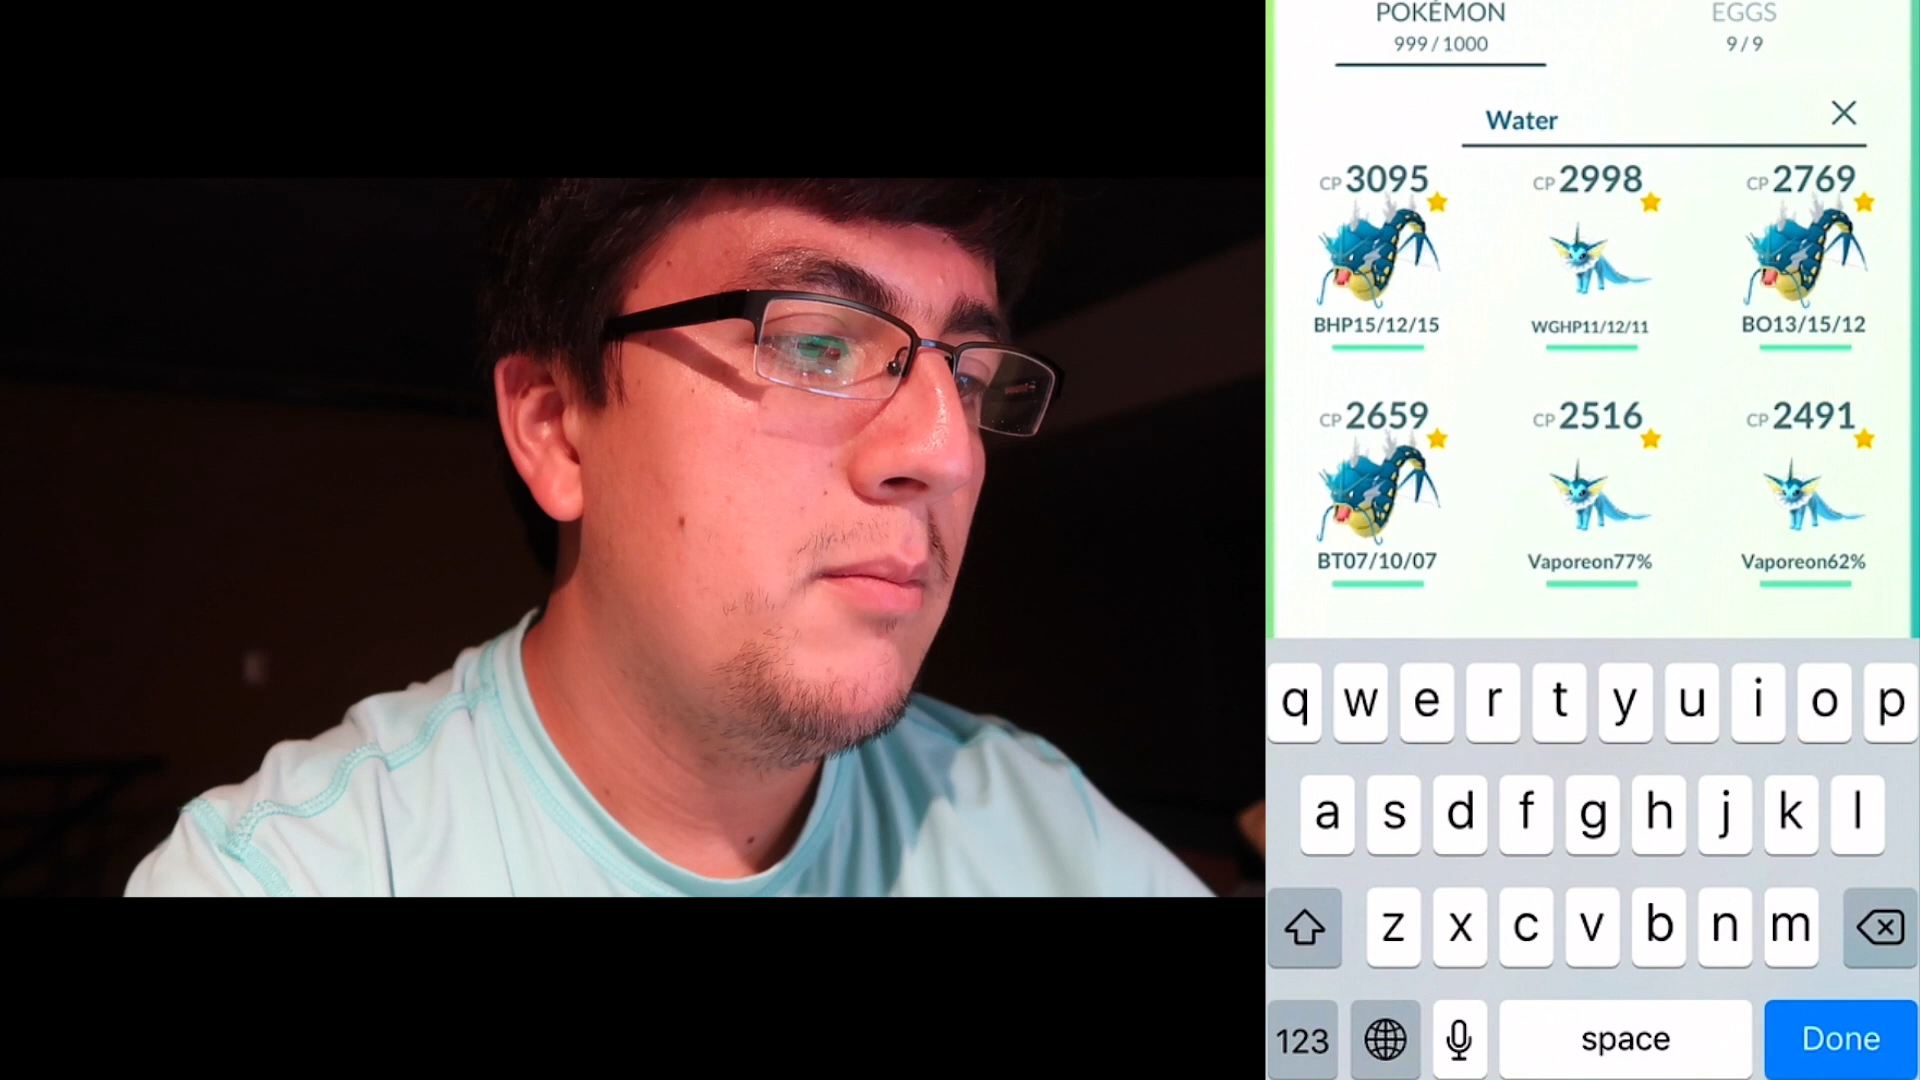 POKÉMON
EGGS
999 / 1000
9 / 9
Water
CP 3095
CP 2998
CP 2769
BHP15/12/15
WGHP11/12/11
BO13/15/12
CP 2659
CP 2516
CP 2491
BT07/10/07
Vaporeon77%
Vaporeon62%
q w e r t y u i o p
a s d f g h j k l
z x c v b n m
123
space
Done